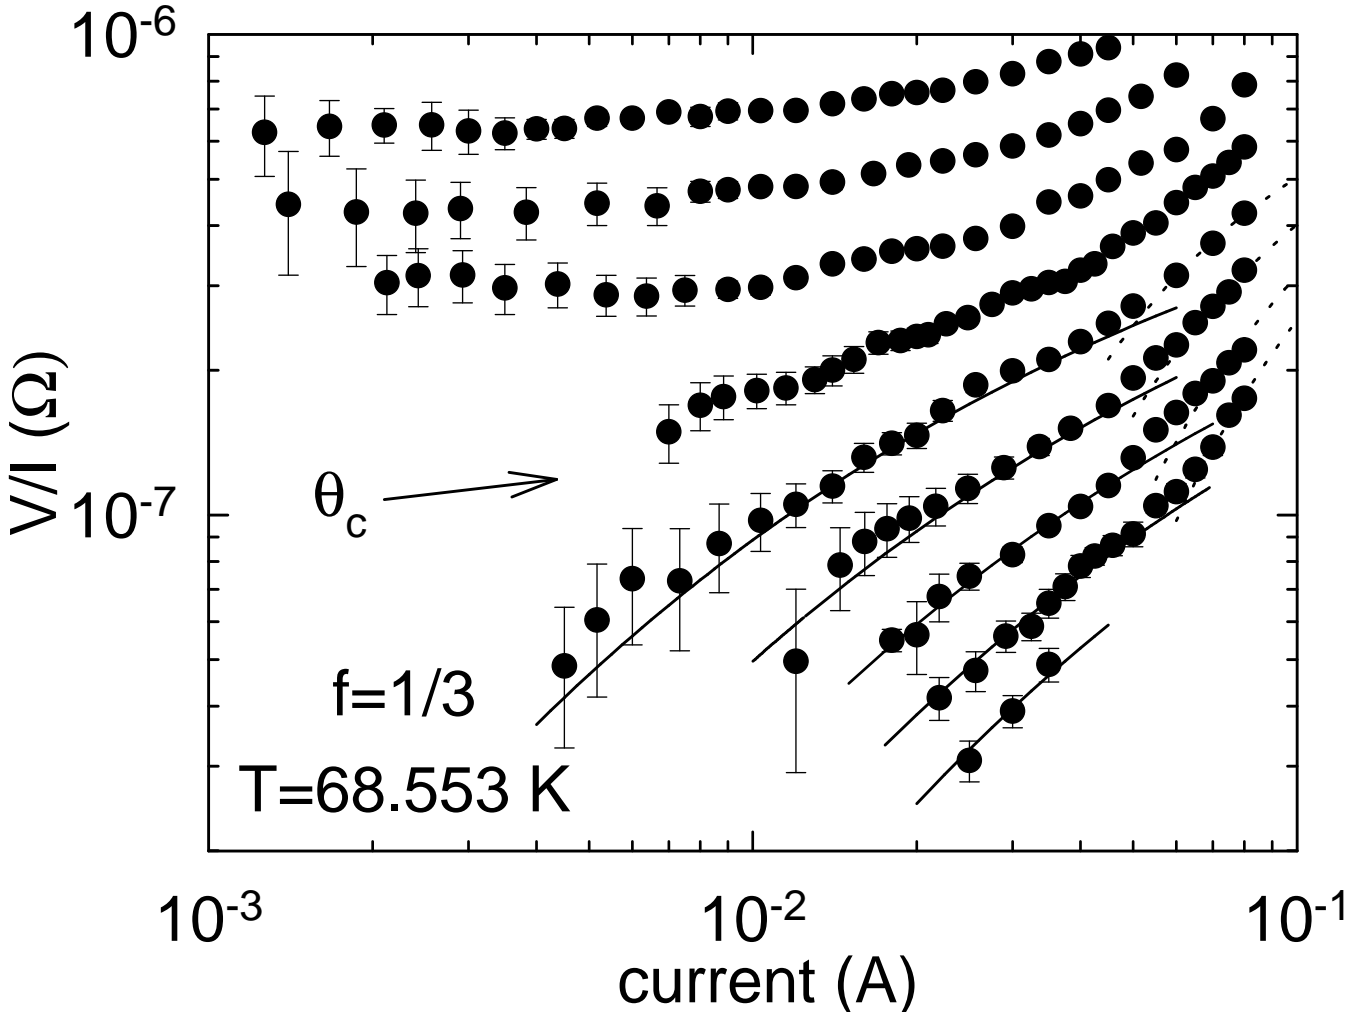 10⁻⁶
V/I (Ω)
θc
10⁻⁷
f=1/3
T=68.553 K
10⁻³
10⁻²
10⁻¹
current (A)